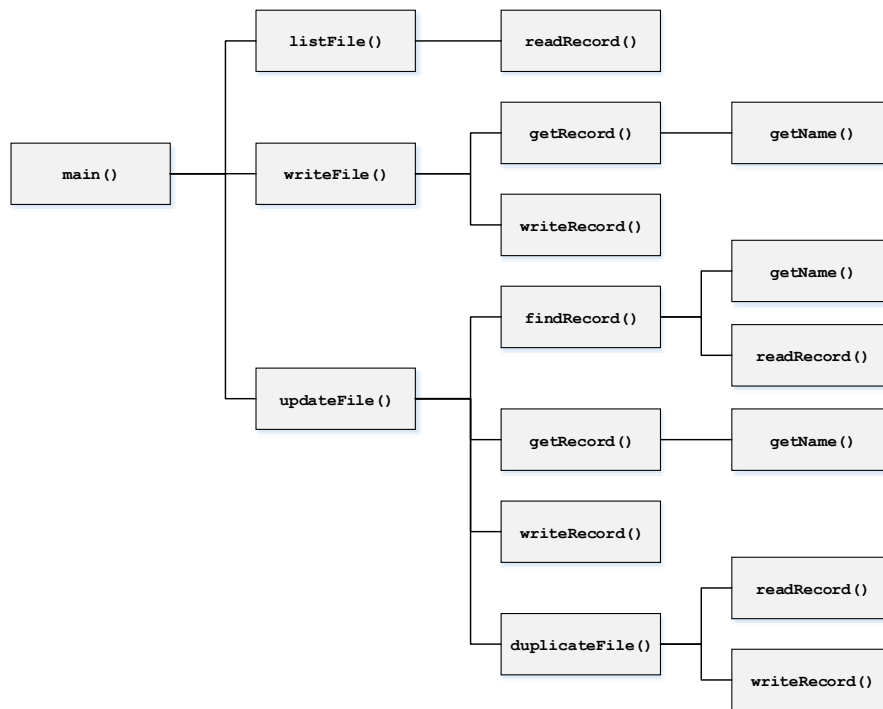 main()
listFile()
readRecord()
writeFile()
getRecord()
getName()
writeRecord()
updateFile()
findRecord()
getName()
readRecord()
getRecord()
getName()
writeRecord()
duplicateFile()
readRecord()
writeRecord()